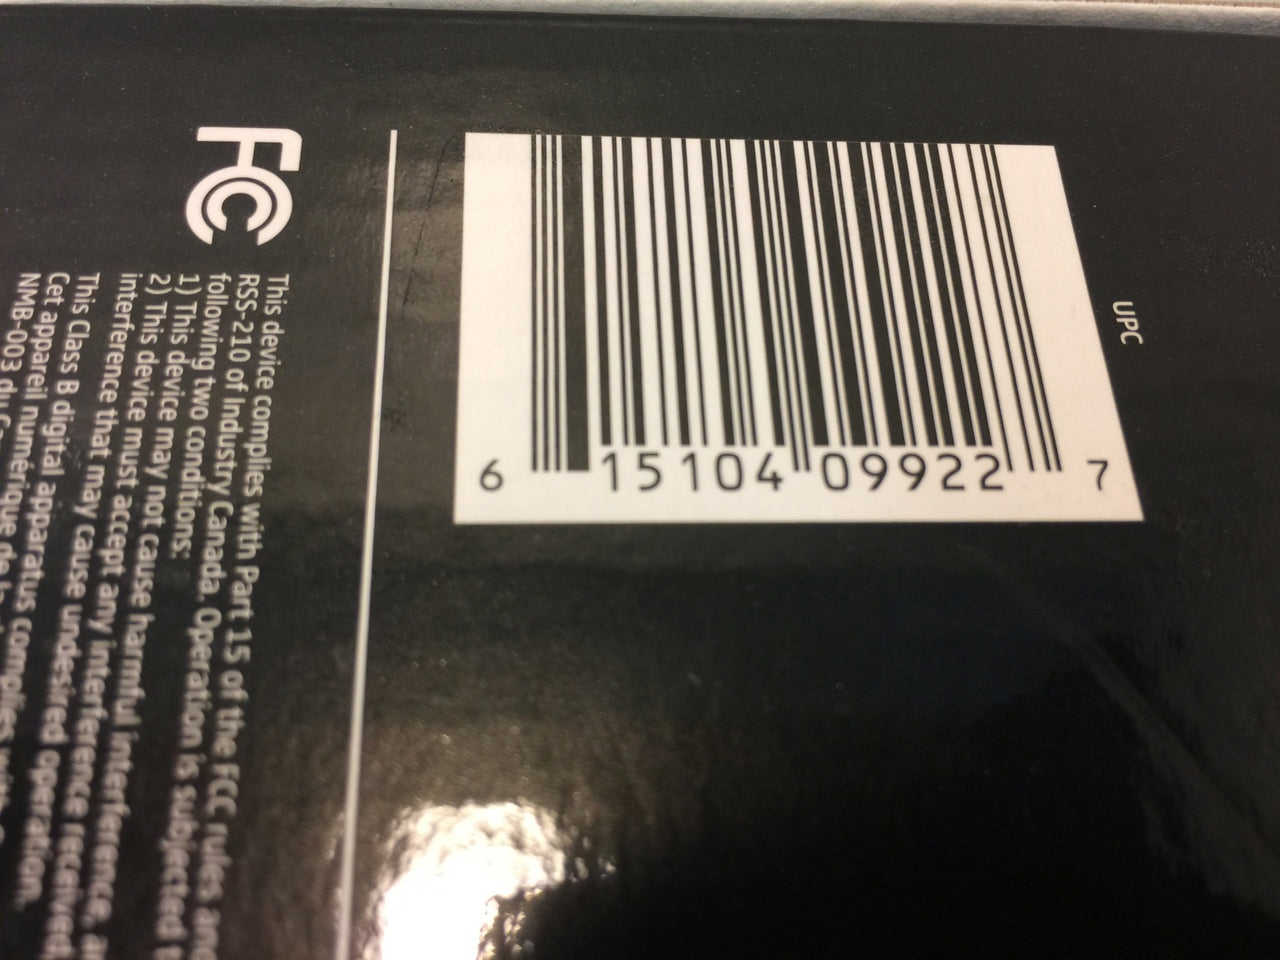 UPC
6 15104 09922 7
FC
This device complies with Part 15 of the FCC rules and
RSS-210 of Industry Canada. Operation is subjected
following two conditions:
1) This device may not cause harmful interference,
2) This device must accept any interference received
interference that may cause undesired operation.
This Class B digital apparatus complies
Cet appareil numérique de
NMB-003 du